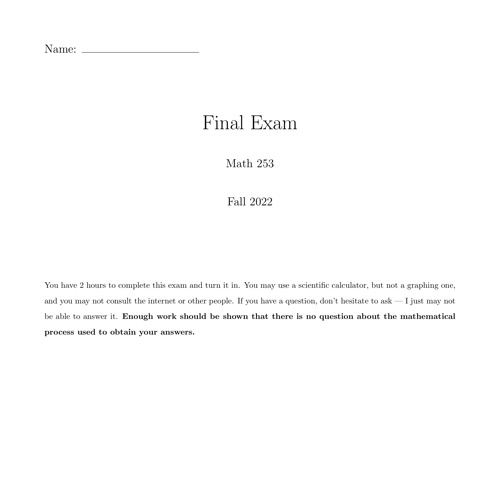 Name:
Final Exam
Math 253
Fall 2022
You have 2 hours to complete this exam and turn it in. You may use a scientific calculator, but not a graphing one,
and you may not consult the internet or other people. If you have a question, don't hesitate to ask — I just may not
be able to answer it. Enough work should be shown that there is no question about the mathematical
process used to obtain your answers.